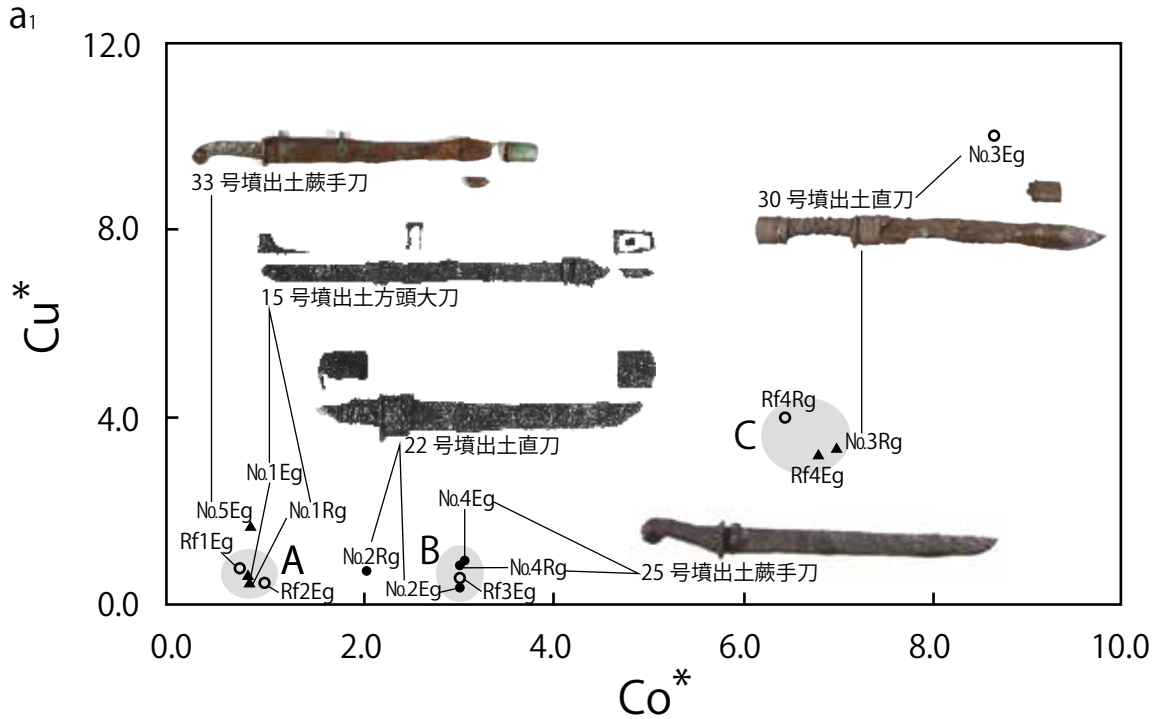 a1
12.0
No.3Eg
33 号墳出土蕨手刀
30 号墳出土直刀
8.0
15 号墳出土方頭大刀
Cu*
Rf4Rg
4.0
C
No.3Rg
22 号墳出土直刀
Rf4Eg
No.1Eg
No.4Eg
No.5Eg
No.1Rg
Rf1Eg
A
No.2Rg
B
No.4Rg
25 号墳出土蕨手刀
Rf2Eg
No.2Eg
Rf3Eg
0.0
0.0 2.0 4.0 6.0 8.0 10.0
Co*